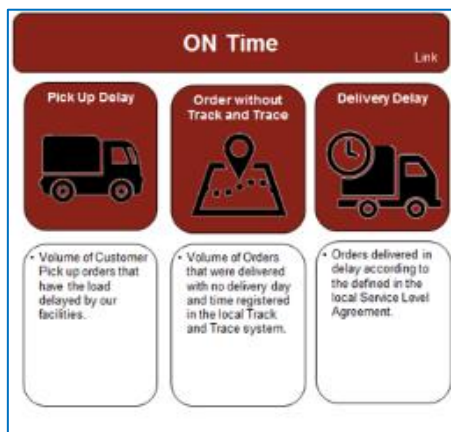 ON Time
Link
Pick Up Delay
Order without
Track and Trace
Delivery Delay
• Volume of Customer
Pick up orders that
have the load
delayed by our
facilities.
• Volume of Orders
that were delivered
with no delivery day
and time registered
in the local Track
and Trace system.
• Orders delivered in
delay according to
the defined in the
local Service Level
Agreement.